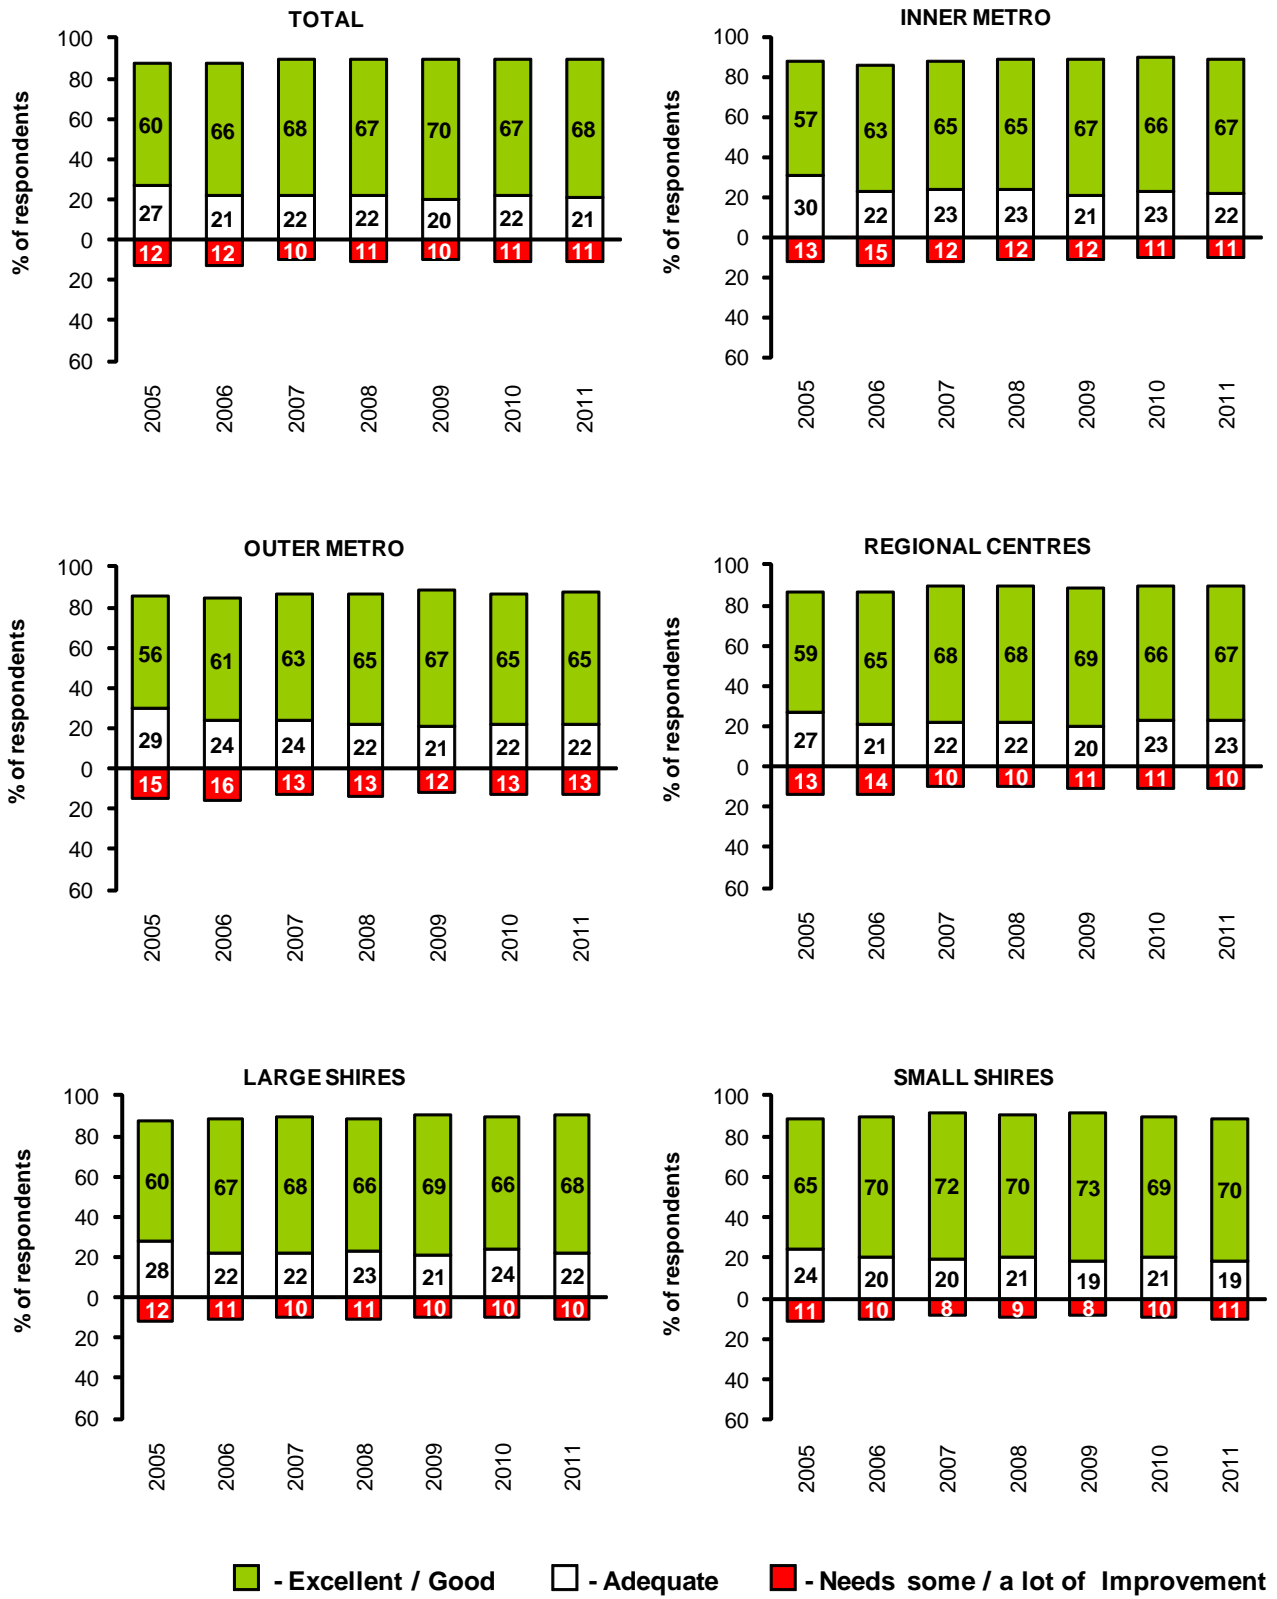 TOTAL
% of respondents
100
80
60
40
20
0
20
40
60
60 66 68 67 70 67 68
27 21 22 22 20 22 21
12 12 10 11 10 11 11
2005 2006 2007 2008 2009 2010 2011
INNER METRO
% of respondents
100
80
60
40
20
0
20
40
60
57 63 65 65 67 66 67
30 22 23 23 21 23 22
13 15 12 12 12 11 11
2005 2006 2007 2008 2009 2010 2011
OUTER METRO
% of respondents
100
80
60
40
20
0
20
40
60
56 61 63 65 67 65 65
29 24 24 22 21 22 22
15 16 13 13 12 13 13
2005 2006 2007 2008 2009 2010 2011
REGIONAL CENTRES
% of respondents
100
80
60
40
20
0
20
40
60
59 65 68 68 69 66 67
27 21 22 22 20 23 23
13 14 10 10 11 11 10
2005 2006 2007 2008 2009 2010 2011
LARGE SHIRES
% of respondents
100
80
60
40
20
0
20
40
60
60 67 68 66 69 66 68
28 22 22 23 21 24 22
12 11 10 11 10 10 10
2005 2006 2007 2008 2009 2010 2011
SMALL SHIRES
% of respondents
100
80
60
40
20
0
20
40
60
65 70 72 70 73 69 70
24 20 20 21 19 21 19
11 10 8 9 8 10 11
2005 2006 2007 2008 2009 2010 2011
- Excellent / Good - Adequate - Needs some / a lot of Improvement